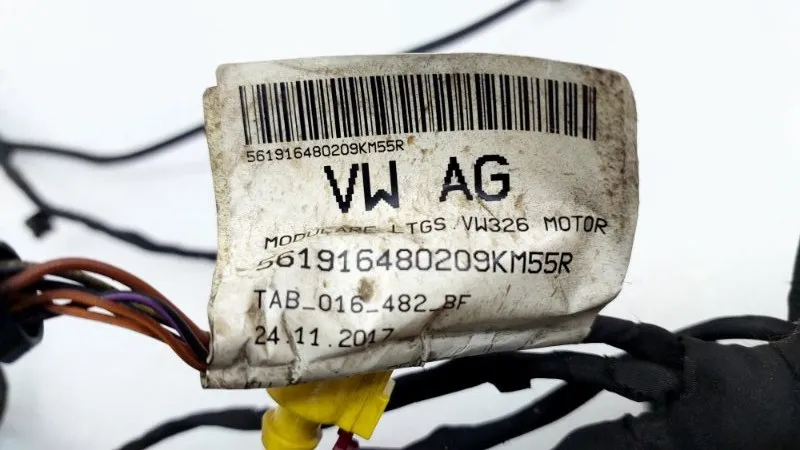 561916480209KM55R
VW AG
MODULARE LTGS VW326 MOTOR
561916480209KM55R
TAB_016_482_BF
24.11.2017